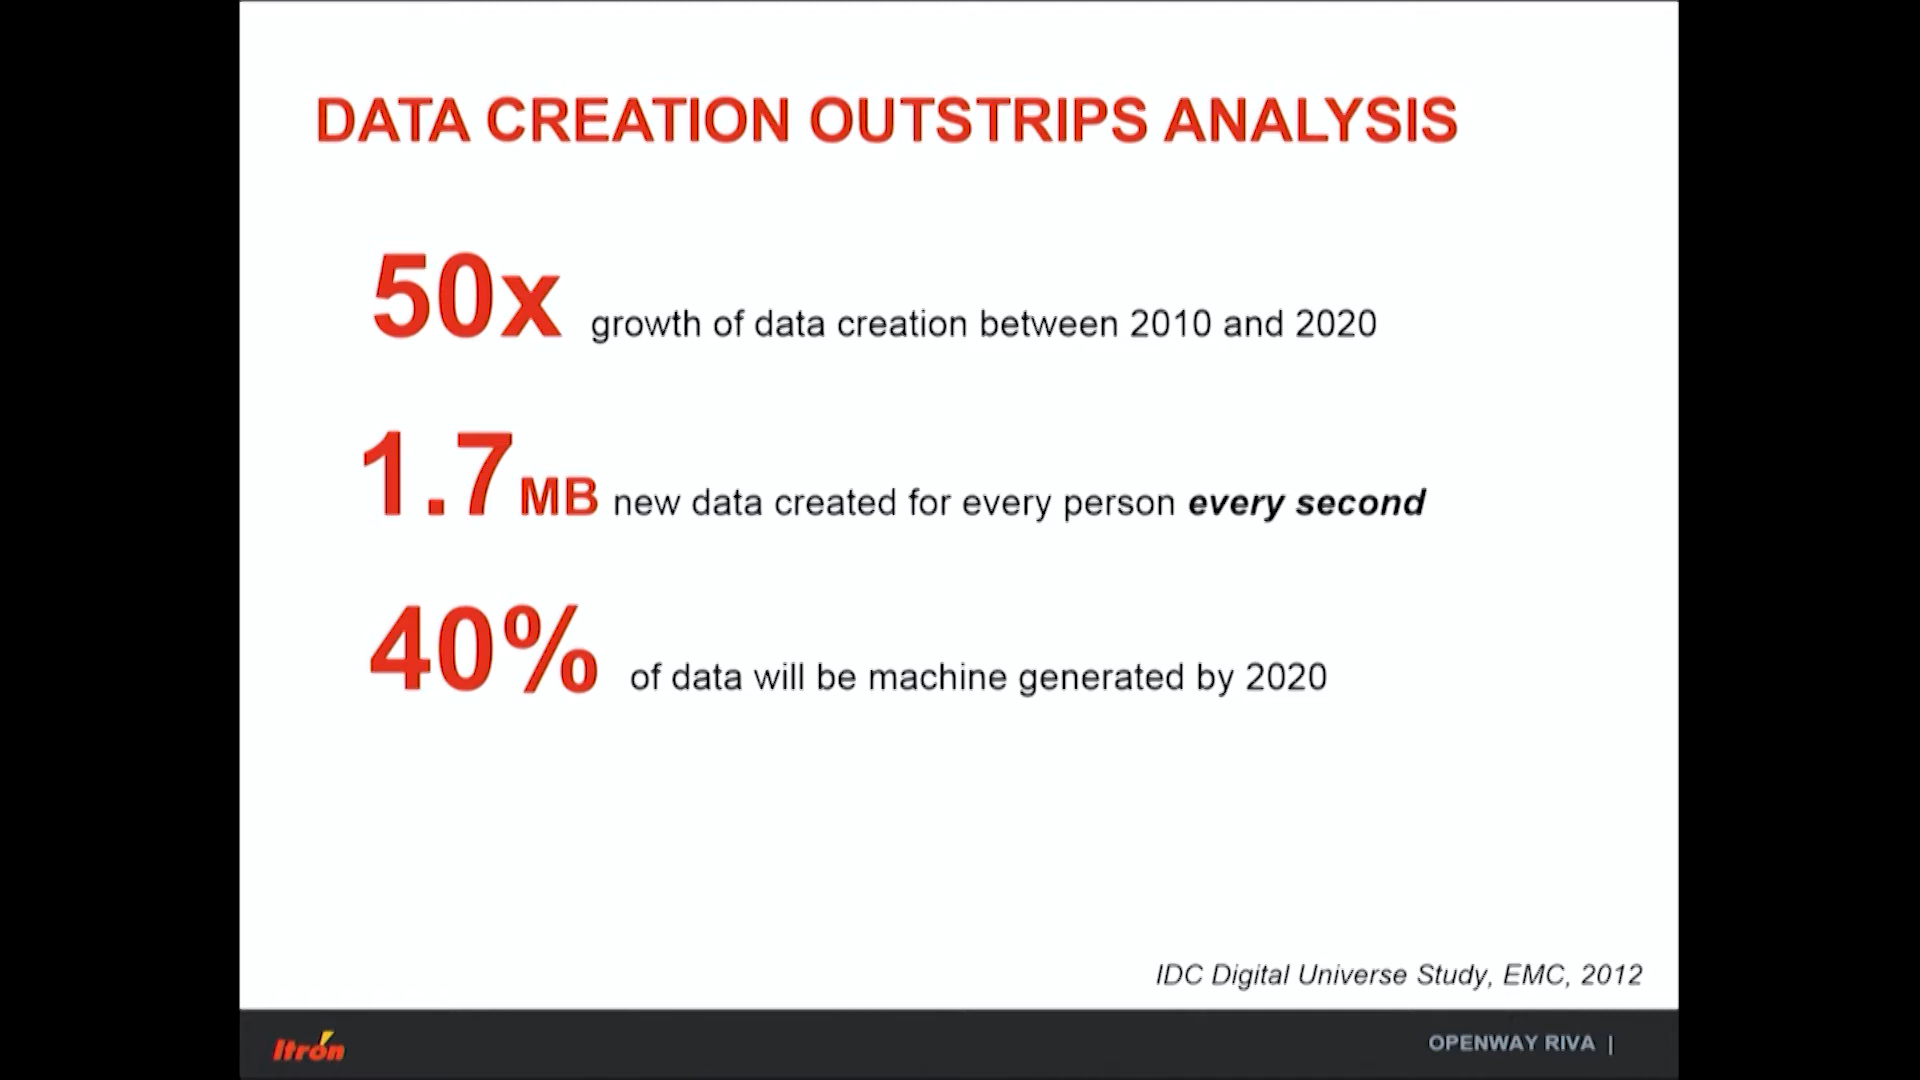 DATA CREATION OUTSTRIPS ANALYSIS
50x growth of data creation between 2010 and 2020
1.7 MB new data created for every person every second
40% of data will be machine generated by 2020
IDC Digital Universe Study, EMC, 2012
Itron
OPENWAY RIVA |